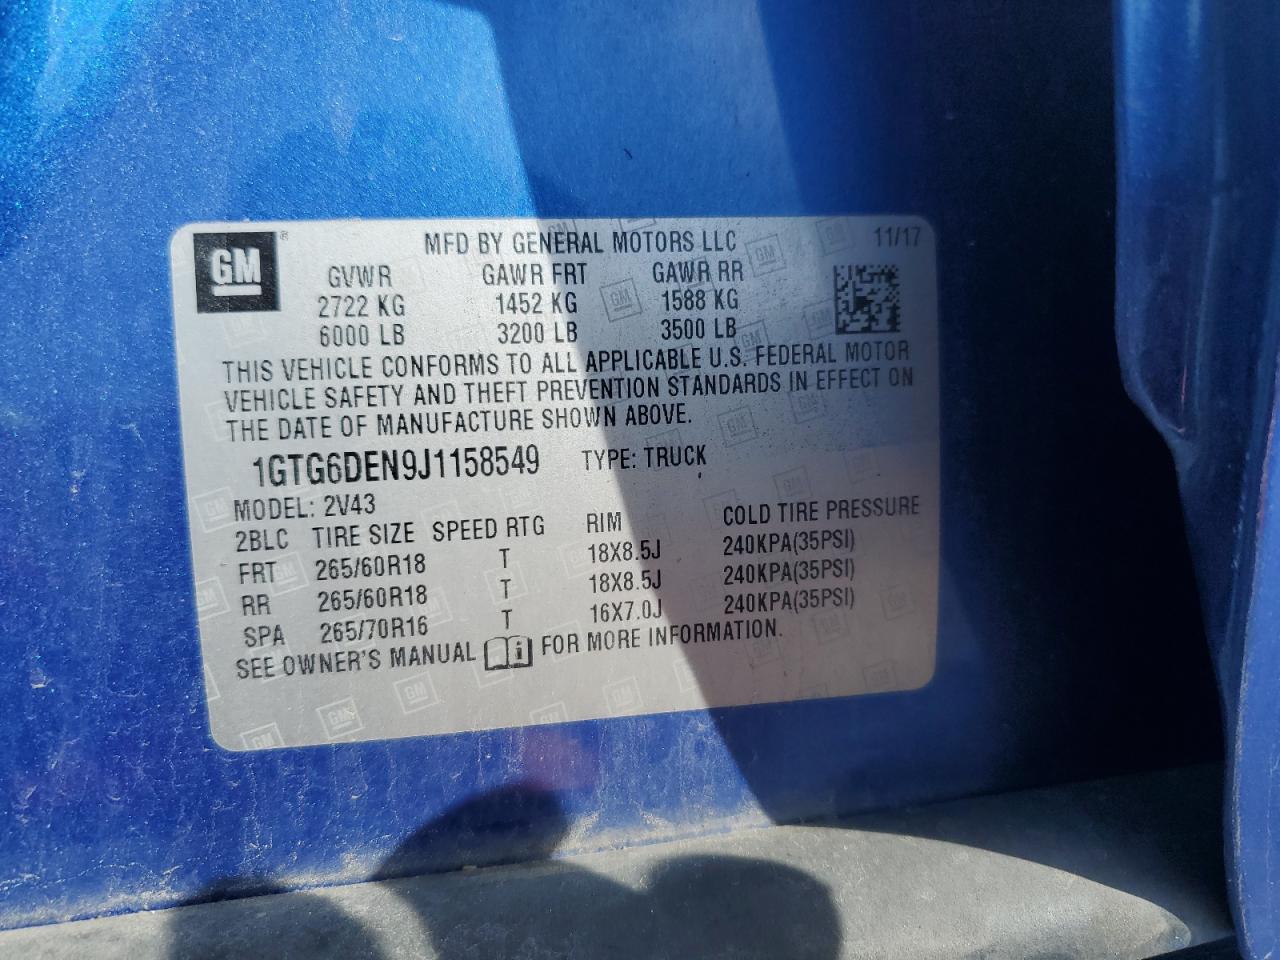 GM ® MFD BY GENERAL MOTORS LLC 11/17
GVWR GAWR FRT GAWR RR
2722 KG 1452 KG 1588 KG
6000 LB 3200 LB 3500 LB
THIS VEHICLE CONFORMS TO ALL APPLICABLE U.S. FEDERAL MOTOR
VEHICLE SAFETY AND THEFT PREVENTION STANDARDS IN EFFECT ON
THE DATE OF MANUFACTURE SHOWN ABOVE.
1GTG6DEN9J1158549 TYPE: TRUCK
MODEL: 2V43
2BLC TIRE SIZE SPEED RTG RIM COLD TIRE PRESSURE
FRT 265/60R18 T 18X8.5J 240KPA(35PSI)
RR 265/60R18 T 18X8.5J 240KPA(35PSI)
SPA 265/70R16 T 16X7.0J 240KPA(35PSI)
SEE OWNER'S MANUAL i FOR MORE INFORMATION.